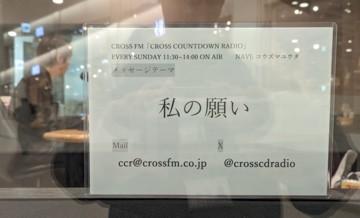 CROSS FM「CROSS COUNTDOWN RADIO」
EVERY SUNDAY 11:30~14:00 ON AIR NAVI: コウズマユウタ
メッセージテーマ
私の願い
Mail X
ccr@crossfm.co.jp @crosscdradio